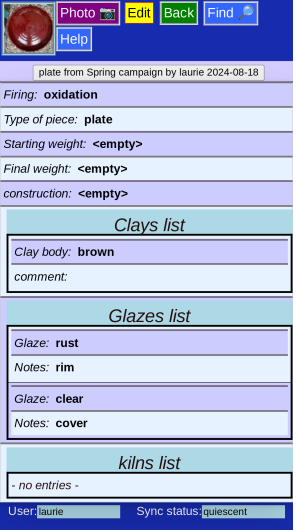 Photo 📷 Edit Back Find 🔎
Help
plate from Spring campaign by laurie 2024-08-18
Firing: oxidation
Type of piece: plate
Starting weight: <empty>
Final weight: <empty>
construction: <empty>
Clays list
Clay body: brown
comment:
Glazes list
Glaze: rust
Notes: rim
Glaze: clear
Notes: cover
kilns list
- no entries -
User: laurie Sync status: quiescent